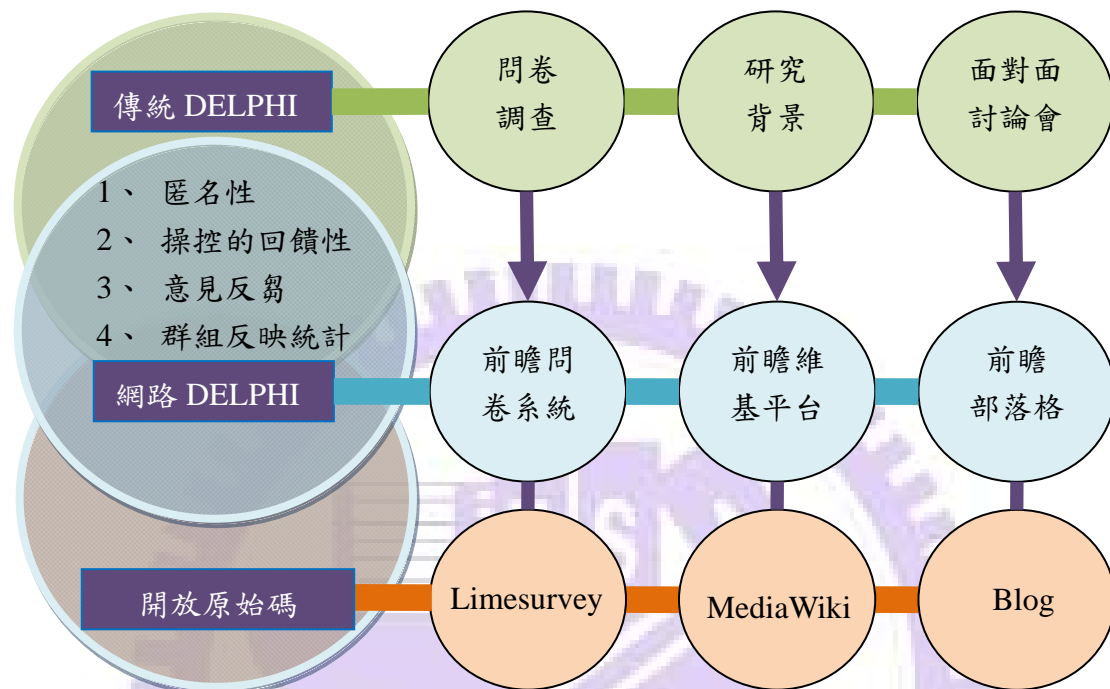 傳統 DELPHI
問卷
調查
研究
背景
面對面
討論會
1、 匿名性
2、 操控的回饋性
3、 意見反芻
4、 群組反映統計
網路 DELPHI
前瞻問
卷系統
前瞻維
基平台
前瞻
部落格
開放原始碼
Limesurvey
MediaWiki
Blog